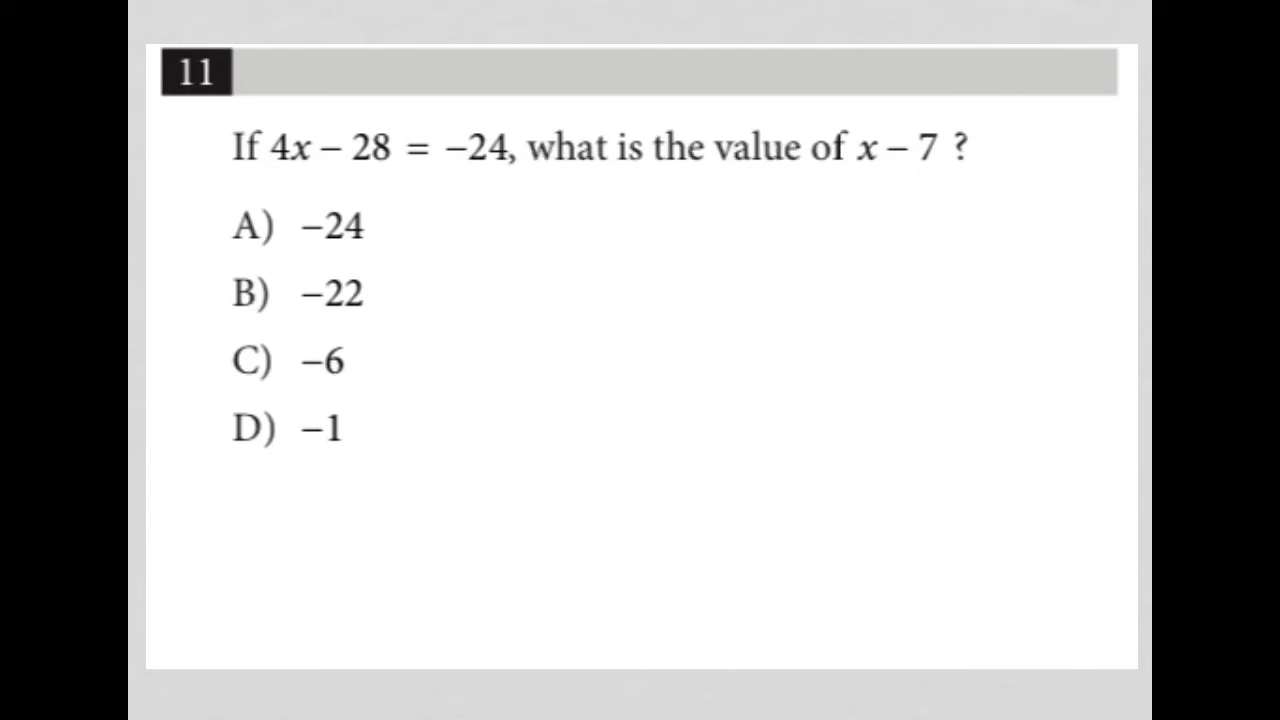 11
If 4x − 28 = −24, what is the value of x − 7 ?
A) −24
B) −22
C) −6
D) −1